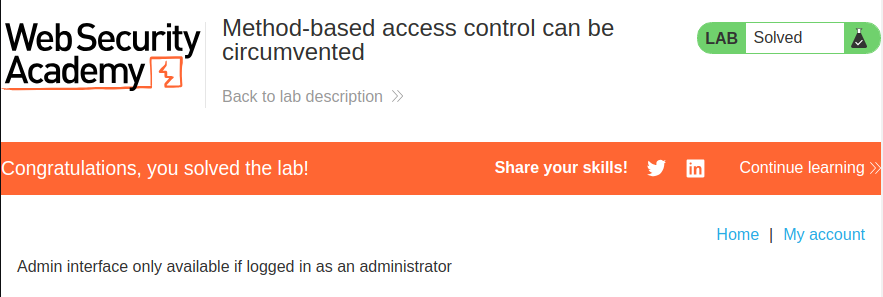 Web Security
Academy
Method-based access control can be
circumvented
Back to lab description
LAB Solved
Congratulations, you solved the lab!
Share your skills!
Continue learning
Home | My account
Admin interface only available if logged in as an administrator